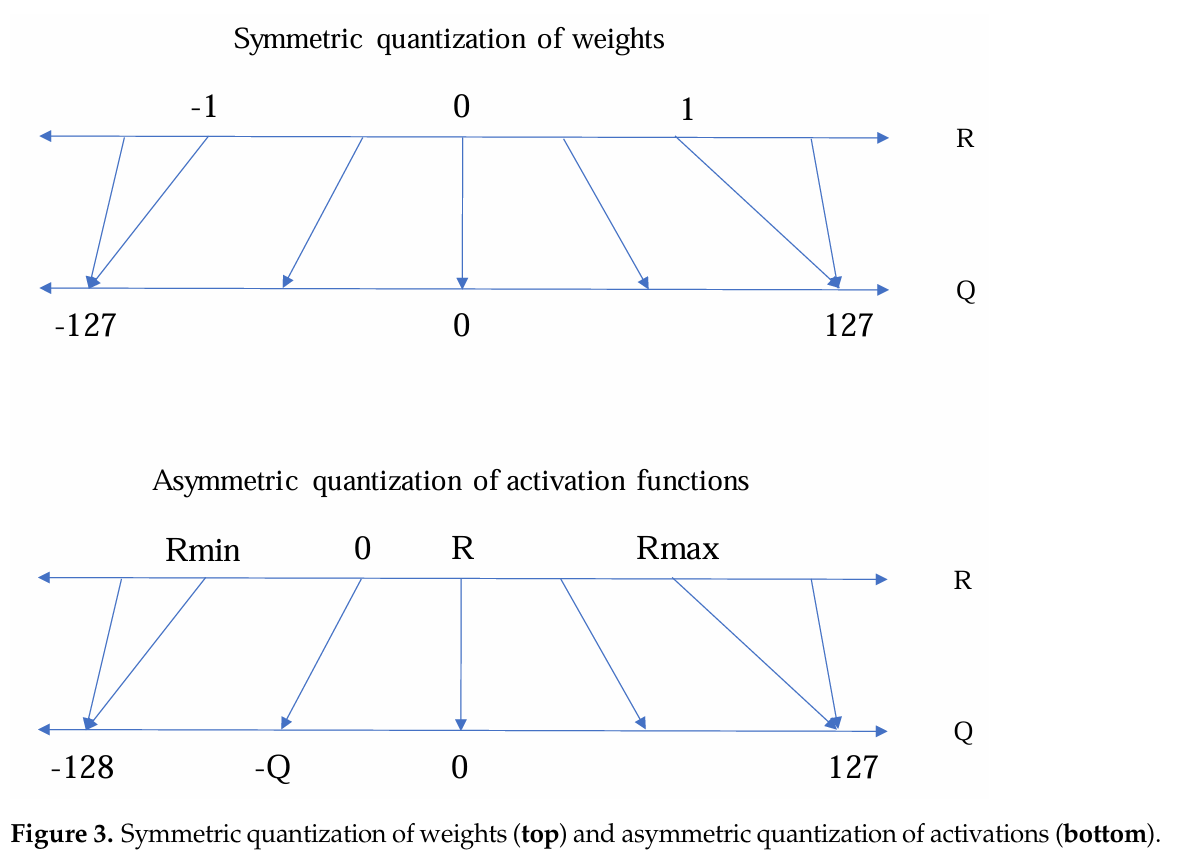 Symmetric quantization of weights
-1 0 1
R
Q
-127 0 127
Asymmetric quantization of activation functions
Rmin 0 R Rmax
R
Q
-128 -Q 0 127
Figure 3. Symmetric quantization of weights (top) and asymmetric quantization of activations (bottom).